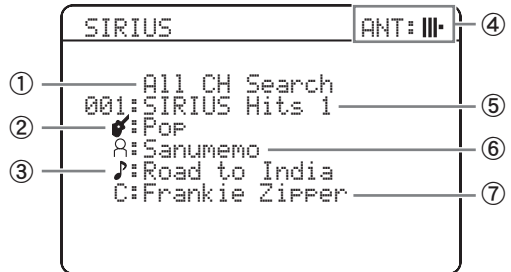 SIRIUS ANT: ④
① All CH Search
001:SIRIUS Hits 1 ⑤
② :Pop
:Sanumemo ⑥
③ ♪:Road to India
C:Frankie Zipper ⑦